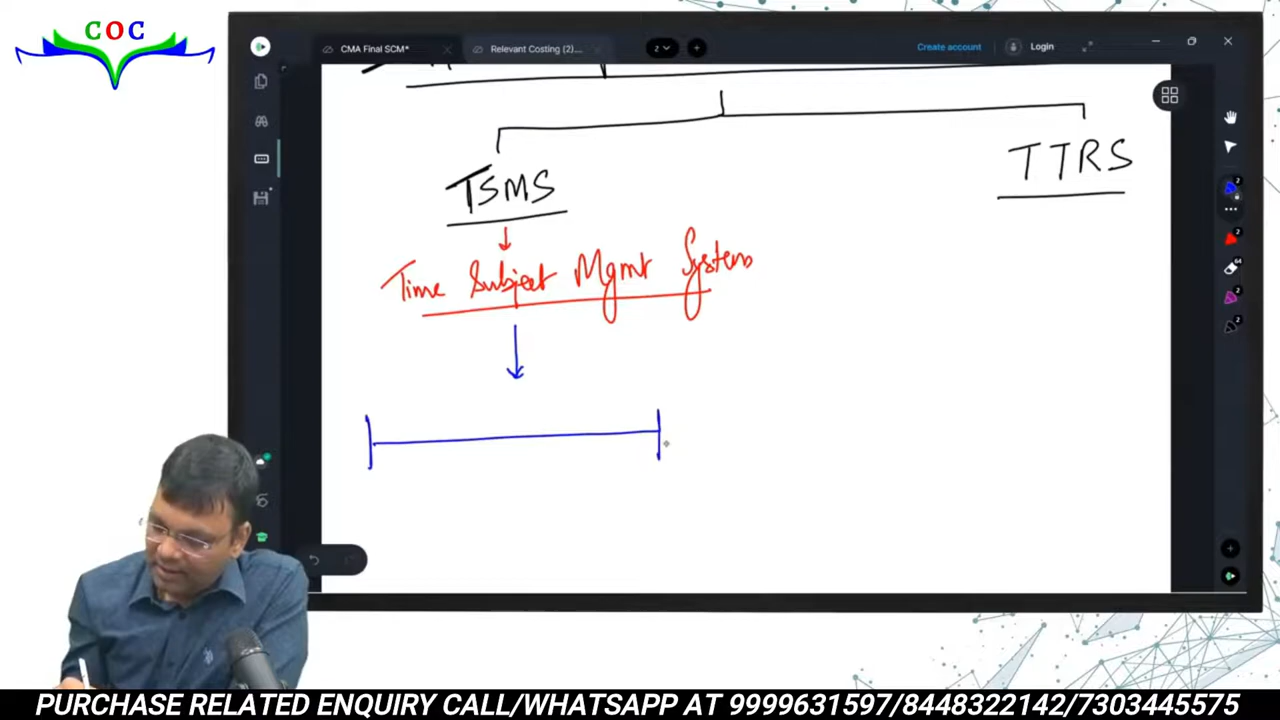 COC
CMA Final SCM*
Relevant Costing (2)...
2
Create account
Login
TSMS
TTRS
Time Subject Mgmt System
PURCHASE RELATED ENQUIRY CALL/WHATSAPP AT 9999631597/8448322142/7303445575